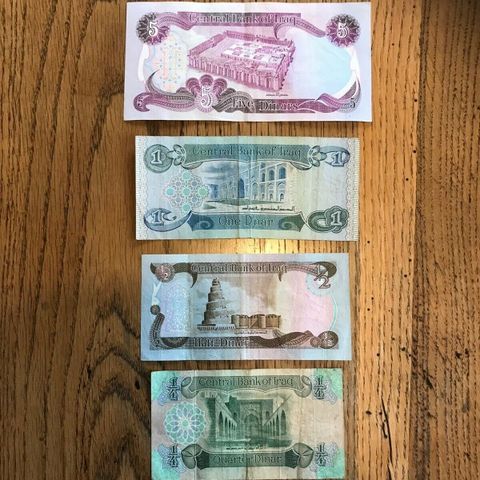 Central Bank of Iraq
5 5
5
5 Five Dinars 5
Central Bank of Iraq
1 1
1 One Dinar 1
Central Bank of Iraq
1/2 1/2
1/2 Half Dinar 1/2
1/4 Central Bank of Iraq 1/4
1/4 Quarter Dinar 1/4